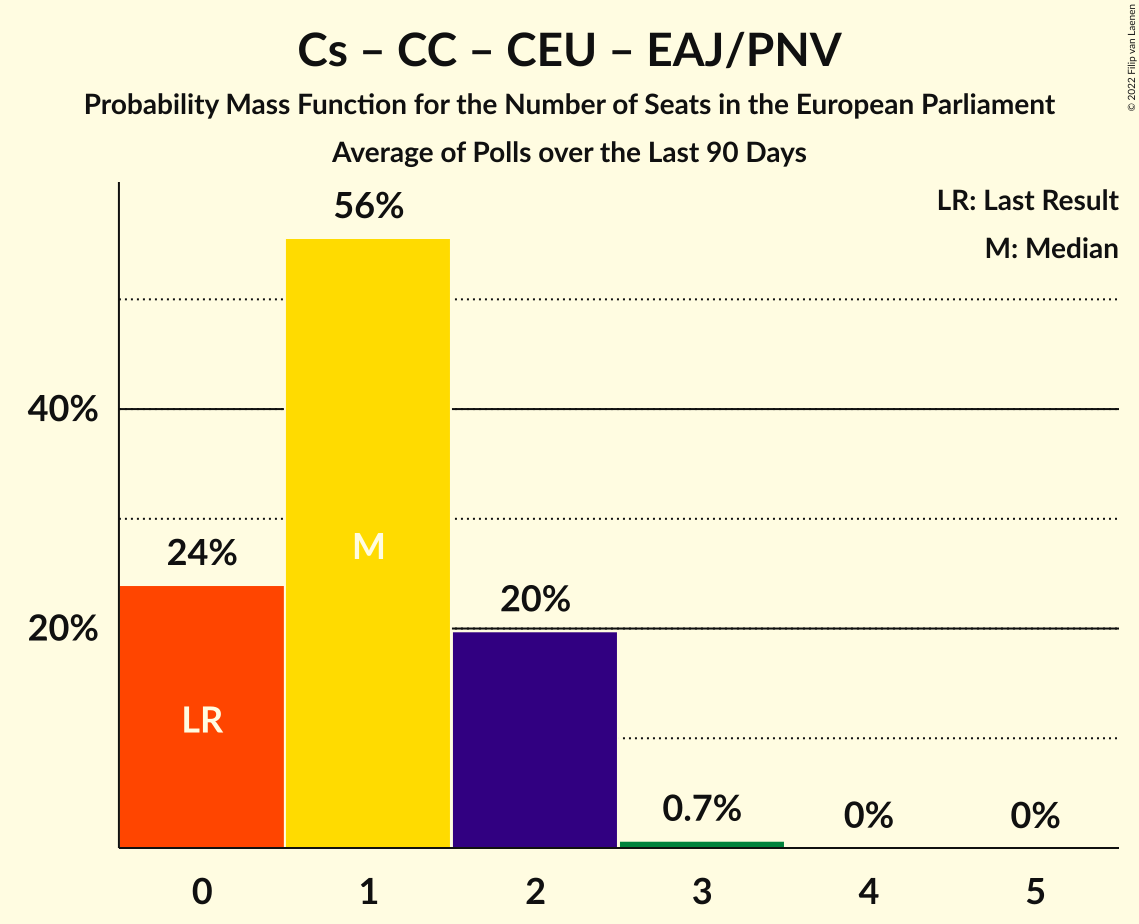 Cs – CC – CEU – EAJ/PNV
Probability Mass Function for the Number of Seats in the European Parliament
Average of Polls over the Last 90 Days
© 2022 Filip van Laenen
LR: Last Result
M: Median
56%
40%
24%
M
20%
20%
LR
0.7%
0%
0%
0
1
2
3
4
5